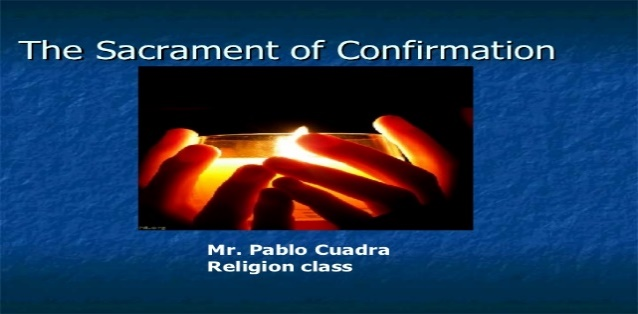 The Sacrament of Confirmation
Mr. Pablo Cuadra
Religion class